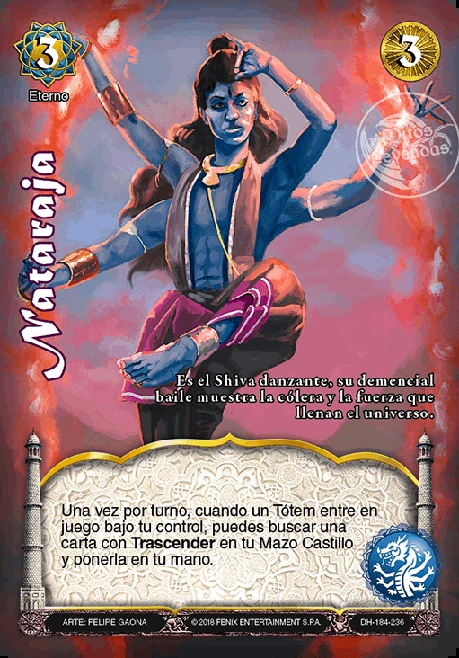 3
3
Eterno
Mitos y
Leyendas.
Nataraja
Es el Shiva danzante, su demencial
baile muestra la cólera y la fuerza que
llenan el universo.
Una vez por turno, cuando un Tótem entre en
juego bajo tu control, puedes buscar una
carta con Trascender en tu Mazo Castillo
y ponerla en tu mano.
ARTE: FELIPE GAONA
©2018 FENIX ENTERTAINMENT S.P.A.
DH-184-236